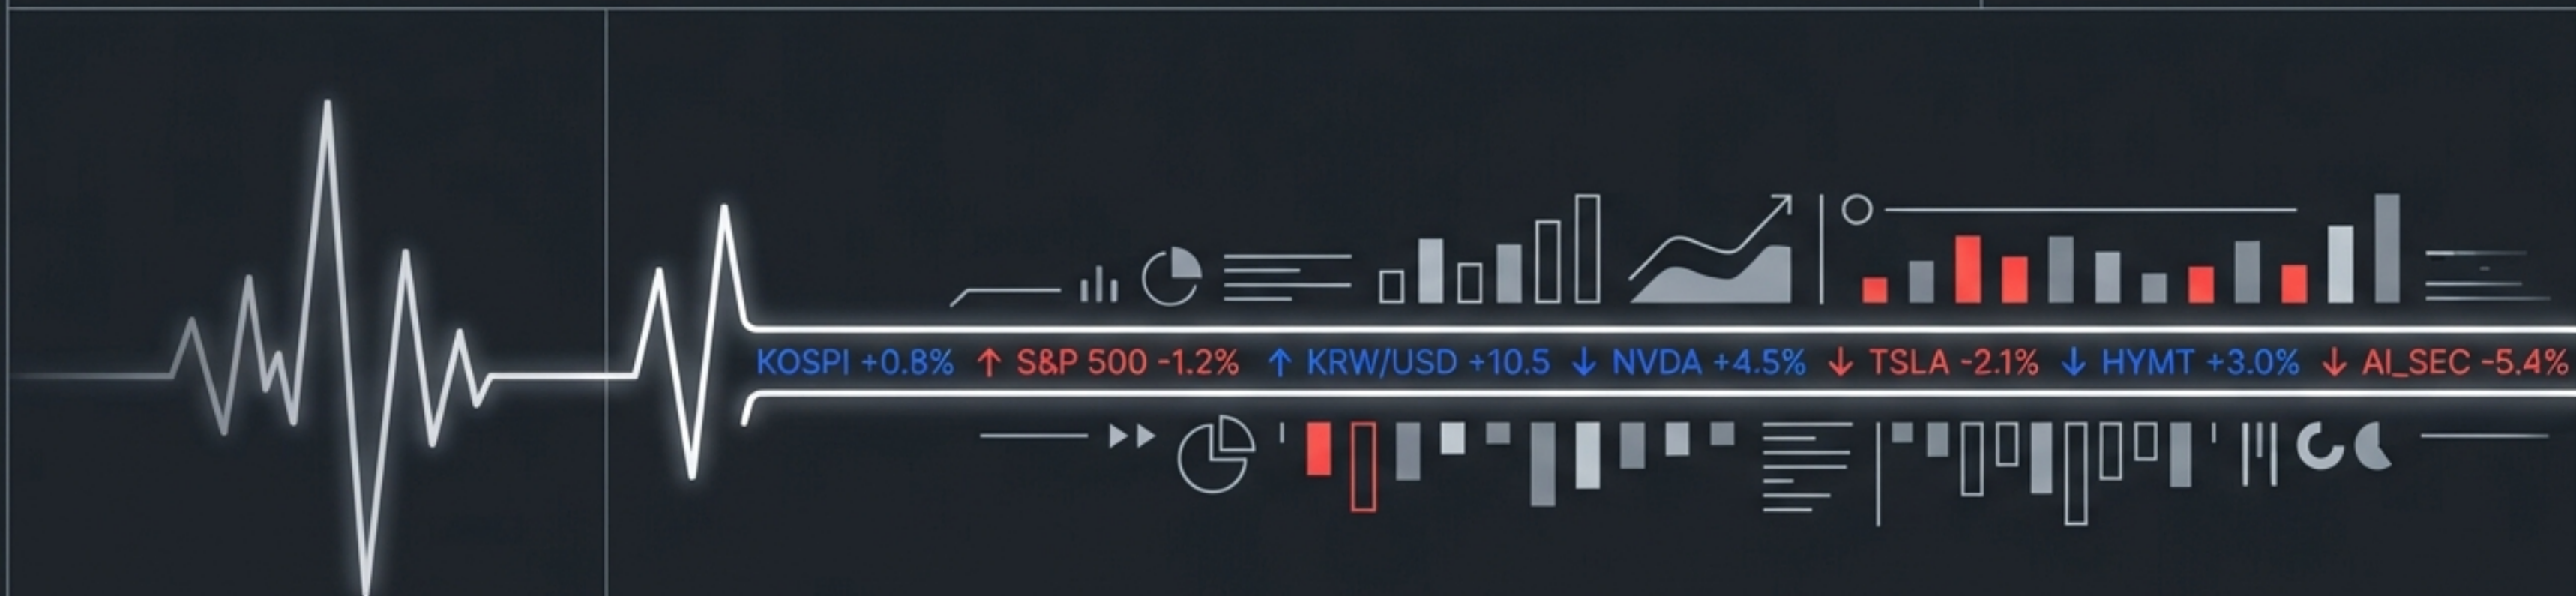 KOSPI +0.8% ↑ S&P 500 -1.2% ↑ KRW/USD +10.5 ↓ NVDA +4.5% ↓ TSLA -2.1% ↓ HYMT +3.0% ↓ AI_SEC -5.4%